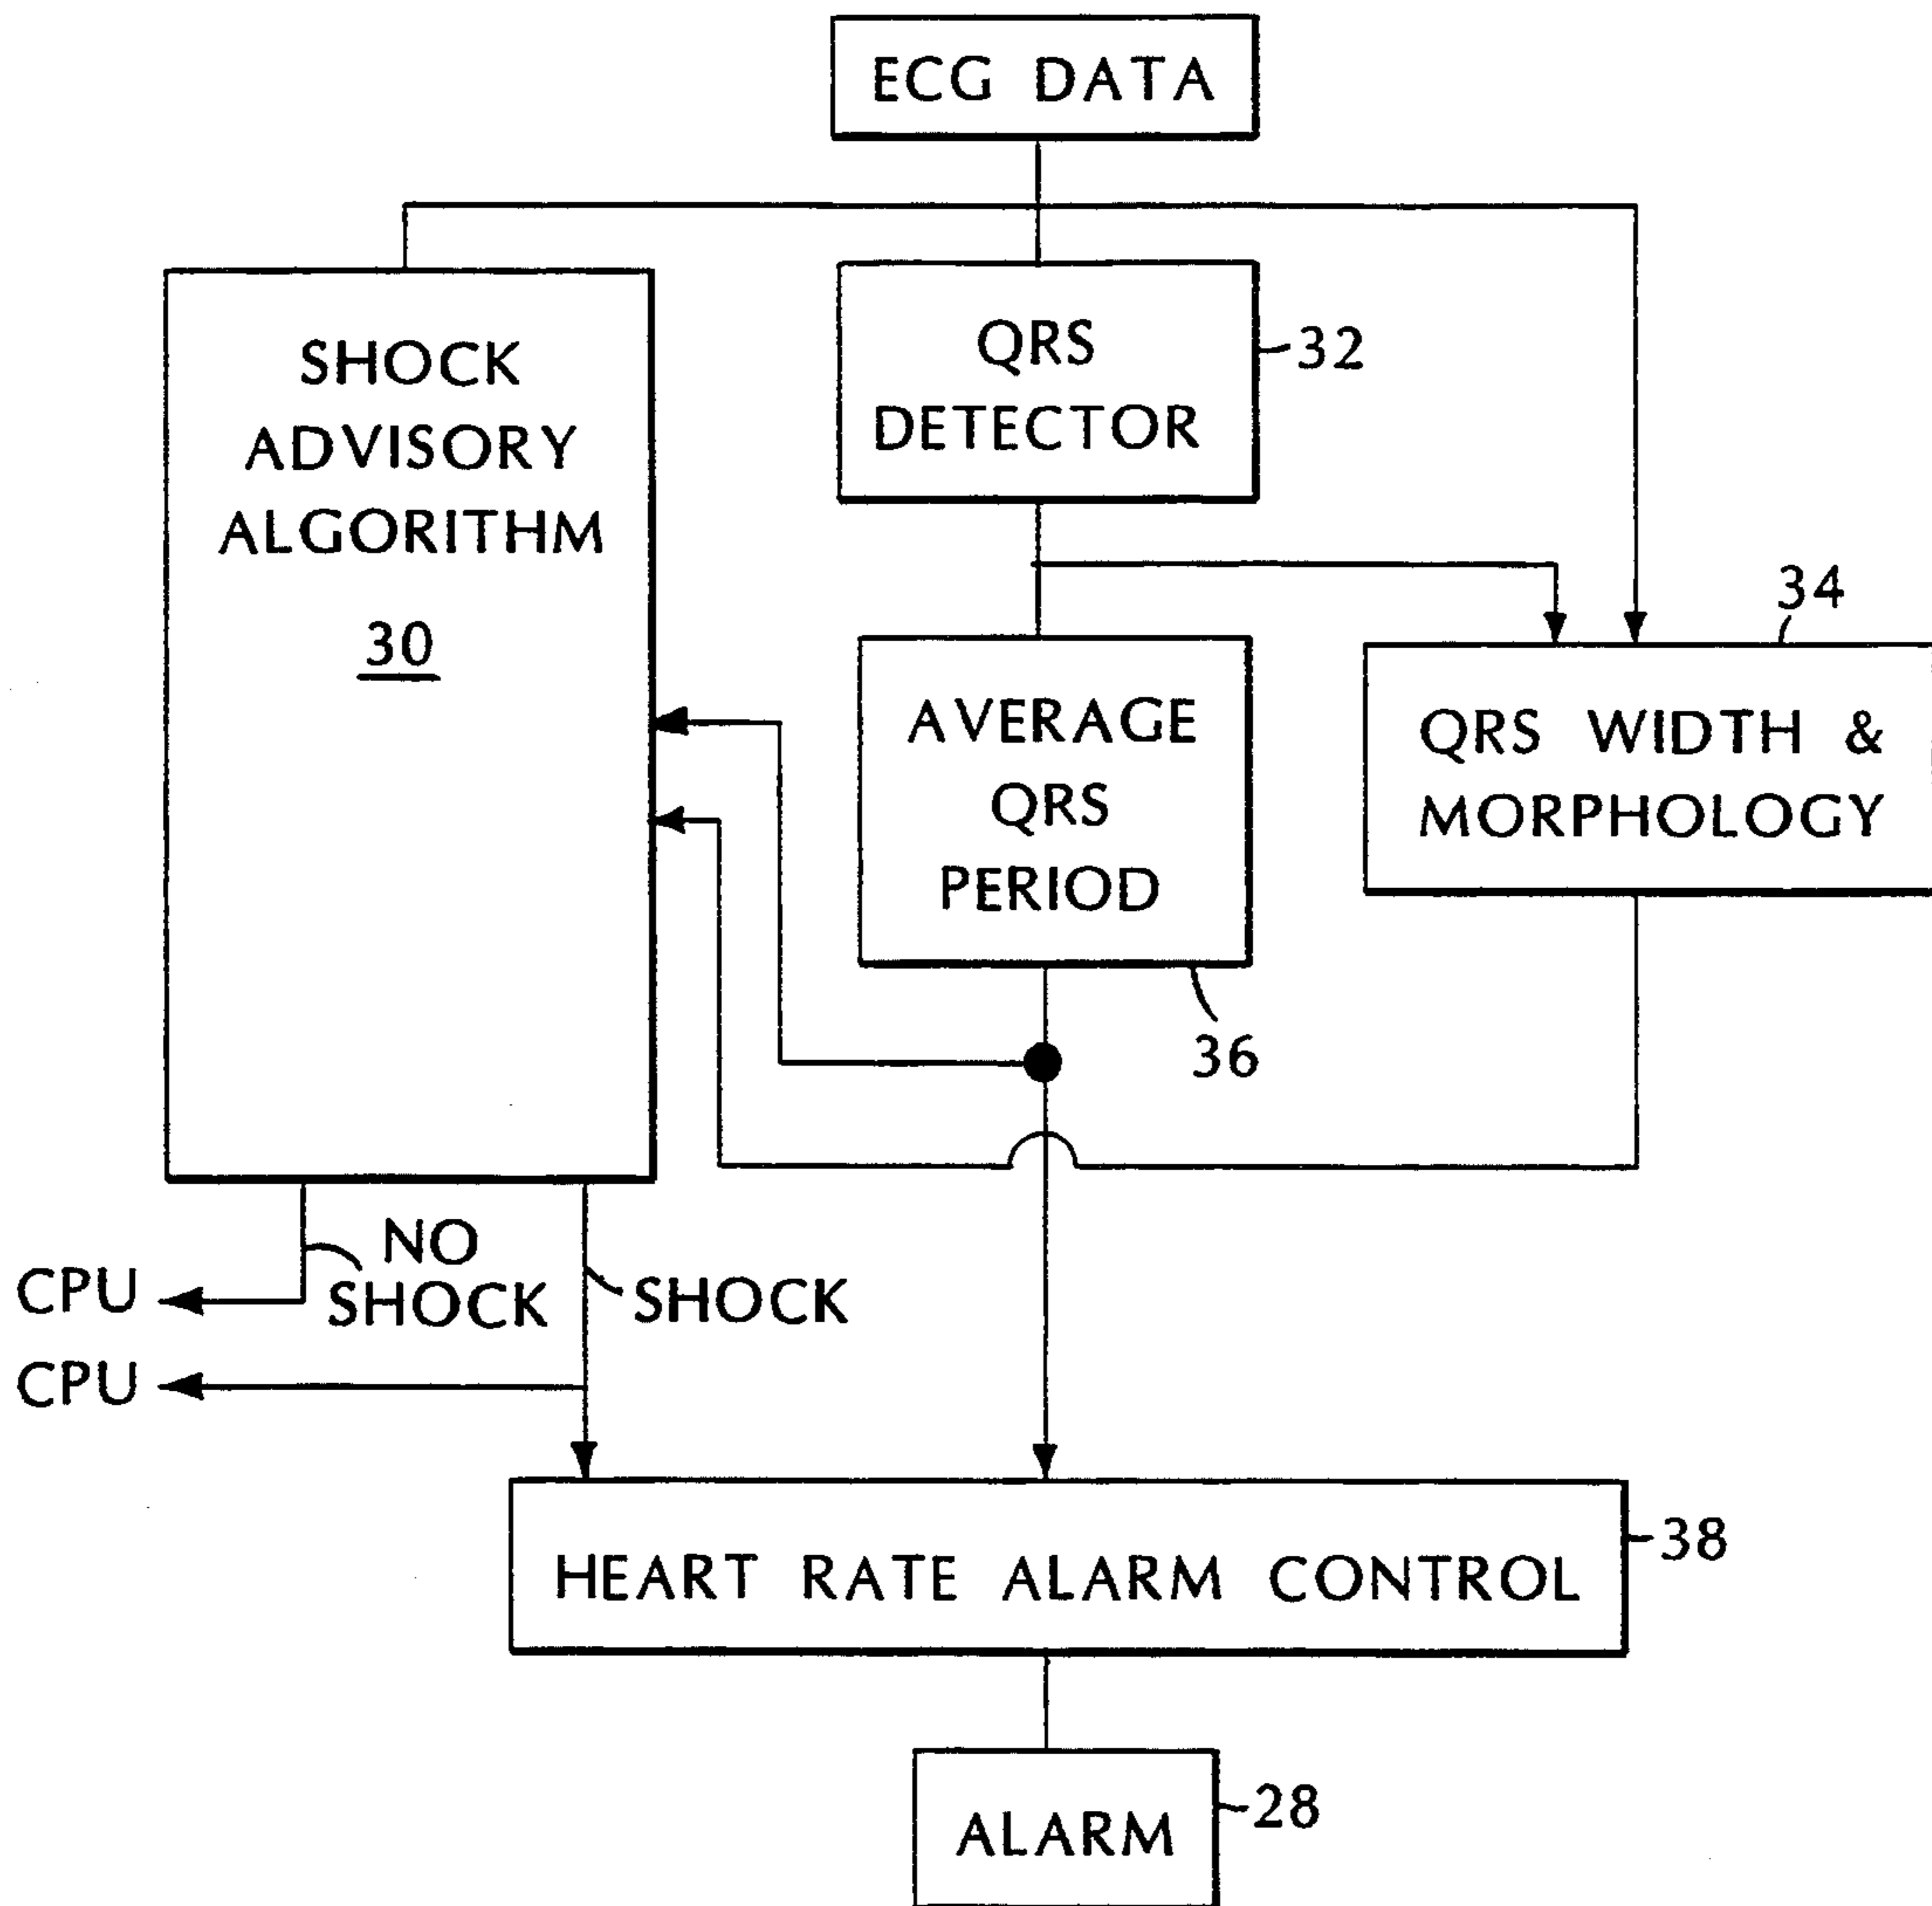 ECG DATA
SHOCK
ADVISORY
ALGORITHM
30
QRS
DETECTOR
32
34
AVERAGE
QRS
PERIOD
36
QRS WIDTH &
MORPHOLOGY
NO
SHOCK
SHOCK
CPU
CPU
HEART RATE ALARM CONTROL
38
ALARM
28